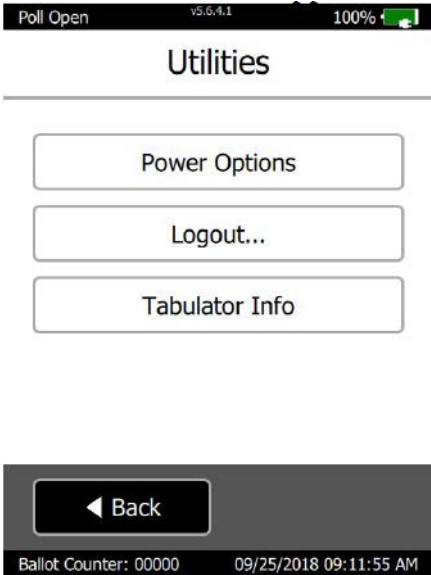 Poll Open v5.6.4.1 100%
Utilities
Power Options
Logout...
Tabulator Info
Back
Ballot Counter: 00000 09/25/2018 09:11:55 AM